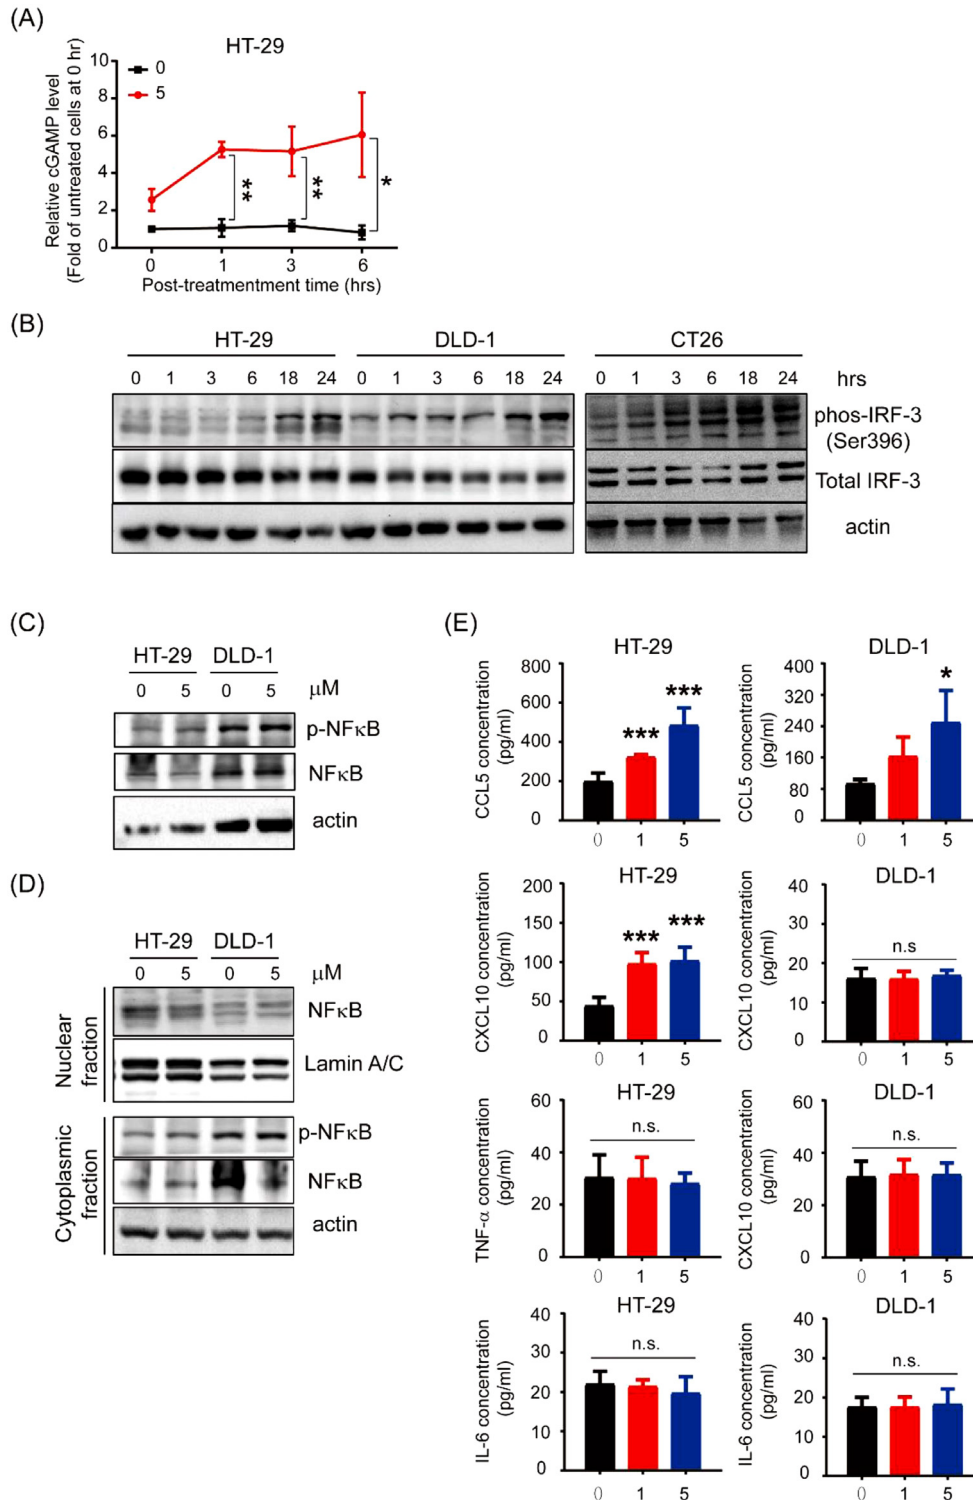 (A)
HT-29
Relative cGAMP level
(Fold of untreated cells at 0 hr)
10
8
6
4
2
0
0
5
**
**
*
0 1 3 6
Post-treatmentment time (hrs)
(B)
HT-29 DLD-1 CT26
0 1 3 6 18 24 0 1 3 6 18 24 0 1 3 6 18 24 hrs
phos-IRF-3
(Ser396)
Total IRF-3
actin
(C)
HT-29 DLD-1
0 5 0 5 μM
p-NFκB
NFκB
actin
(D)
HT-29 DLD-1
0 5 0 5 μM
Nuclear
fraction
NFκB
Lamin A/C
Cytoplasmic
fraction
p-NFκB
NFκB
actin
(E)
HT-29
CCL5 concentration
(pg/ml)
800
600
400
200
0
***
***
0 1 5
DLD-1
CCL5 concentration
(pg/ml)
400
320
240
160
80
0
*
0 1 5
HT-29
CXCL10 concentration
(pg/ml)
200
150
100
50
0
***
***
0 1 5
DLD-1
CXCL10 concentration
(pg/ml)
40
30
20
10
0
n.s
0 1 5
HT-29
TNF-α concentration
(pg/ml)
60
40
20
0
n.s.
0 1 5
DLD-1
CXCL10 concentration
(pg/ml)
60
40
20
0
n.s.
0 1 5
HT-29
IL-6 concentration
(pg/ml)
40
30
20
10
0
n.s.
0 1 5
DLD-1
IL-6 concentration
(pg/ml)
40
30
20
10
0
n.s.
0 1 5